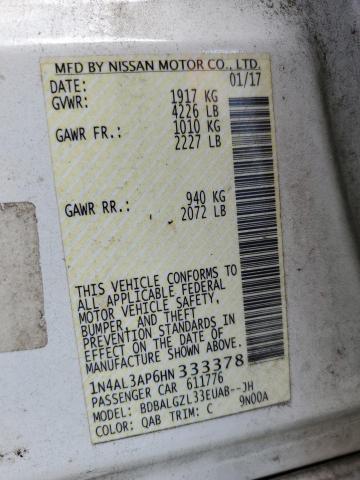 MFD BY NISSAN MOTOR CO., LTD.
DATE: 01/17
GVWR: 1917 KG
4226 LB
GAWR FR.: 1010 KG
2227 LB
GAWR RR.: 940 KG
2072 LB
THIS VEHICLE CONFORMS TO
ALL APPLICABLE FEDERAL
MOTOR VEHICLE SAFETY,
BUMPER, AND THEFT
PREVENTION STANDARDS IN
EFFECT ON THE DATE OF
MANUFACTURE SHOWN ABOVE.
1N4AL3AP6HN333378
PASSENGER CAR 611776
MODEL: BDBALGZL33EUAB--JH
COLOR: QAB TRIM: C 9N00A